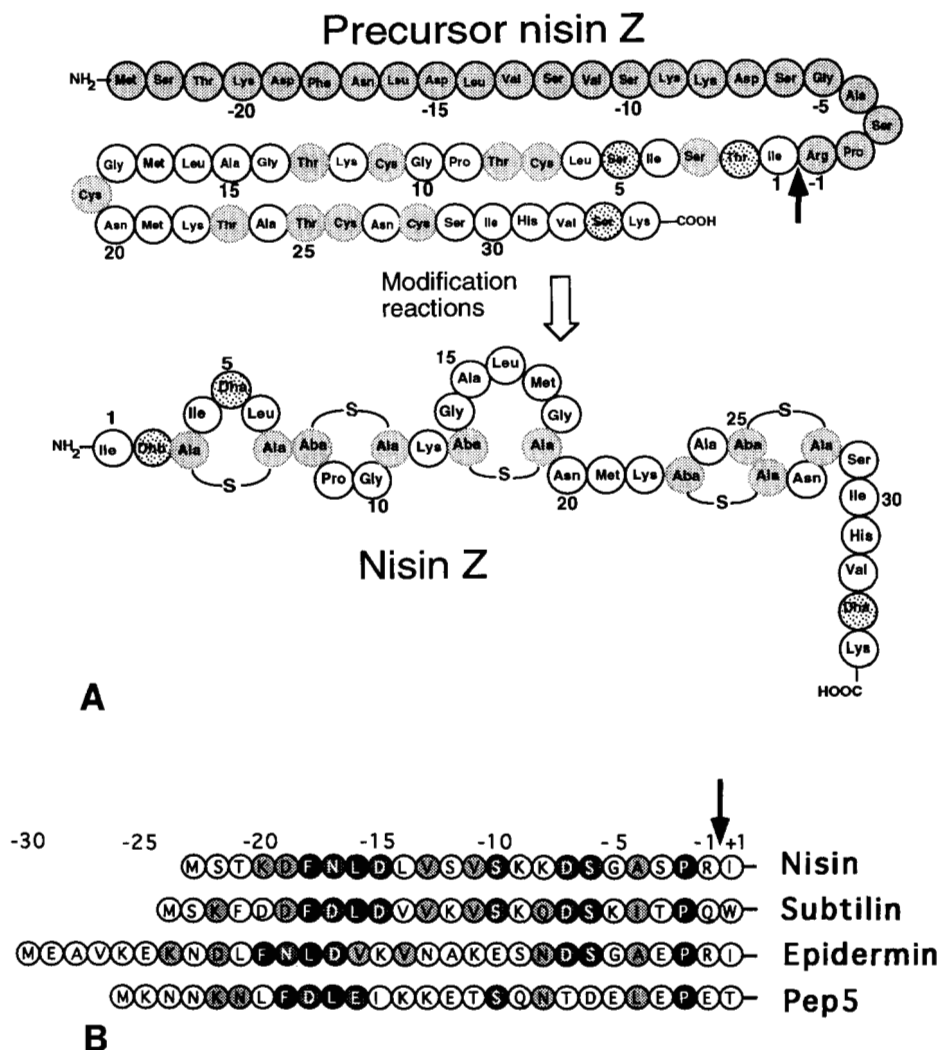 Precursor nisin Z
NH2 Met Ser Thr Lys Asp Phe Asn Leu Asp Leu Val Ser Val Ser Lys Lys Asp Ser Gly
-20 -15 -10 -5
Ala
Ser
Gly Met Leu Ala Gly Thr Lys Cys Gly Pro Thr Cys Leu Ser Ile Ser Thr Ile Arg Pro
15 10 5 1 -1
Cys
Asn Met Lys Thr Ala Thr Cys Asn Cys Ser Ile His Val Ser Lys COOH
20 25 30
Modification
reactions
NH2 Ile Dhb Ala Ile Dha Leu Ala Aba Pro Gly Ala Lys Aba Gly Ala Leu Met Gly Ala Asn Met Lys Aba Ala Aba Ala Asn Ala Ser Ile His Val Dha Lys
HOOC
1 5 10 15 20 25 30
S S S S S
Nisin Z
A
-30 -25 -20 -15 -10 -5 -1 +1
MSTKDFNLDLVSVSKKDSGASPRI Nisin
MSKFDDFDLDVVKVSKQDSKITPQW Subtilin
MEAVKEKNDLFNLDVKVNAKESNDSGAEPRI Epidermin
MKNNKNLFDLEIKKETSQNTDELEPET Pep5
B